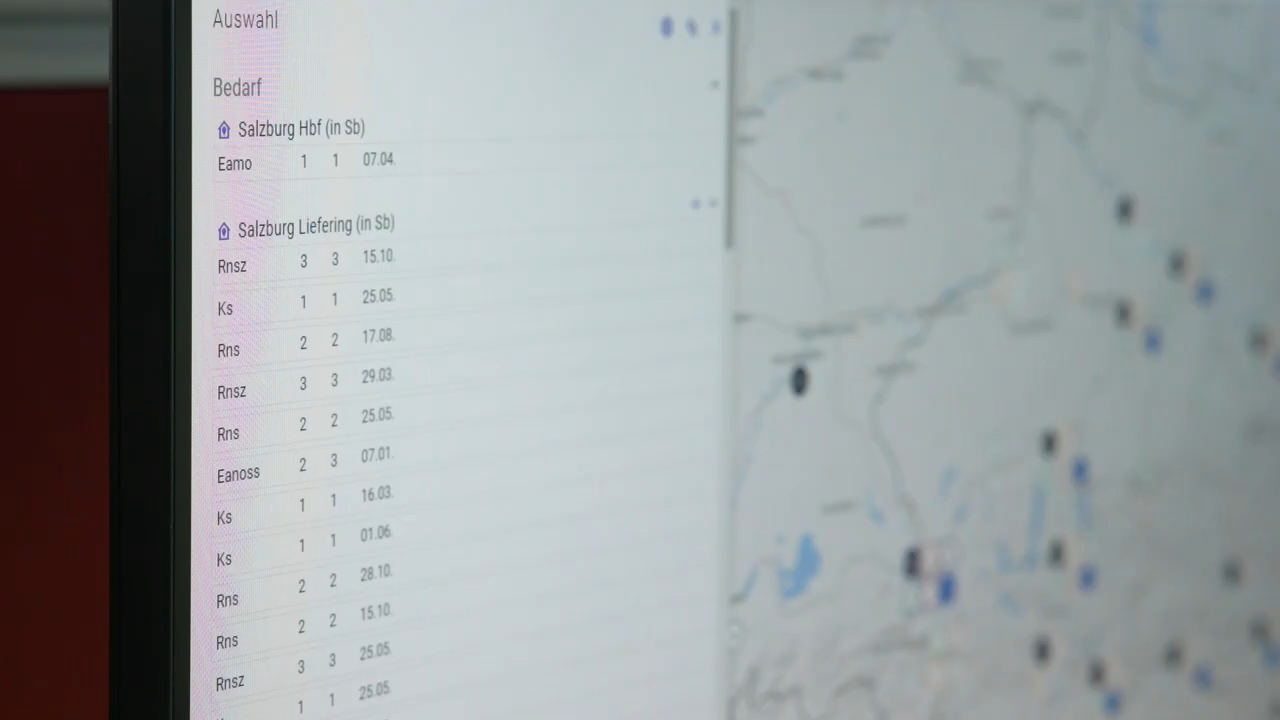 Auswahl
Bedarf
Salzburg Hbf (in Sb)
Eamo 1 1 07.04.
Salzburg Liefering (in Sb)
Rnsz 3 3 15.10.
Ks 1 1 25.05.
Rns 2 2 17.08.
Rnsz 3 3 29.03.
Rns 2 2 25.05.
Eanoss 2 3 07.01.
Ks 1 1 16.03.
Ks 1 1 01.06.
Rns 2 2 28.10.
Rns 2 2 15.10.
Rnsz 3 3 25.05.
1 1 25.05.